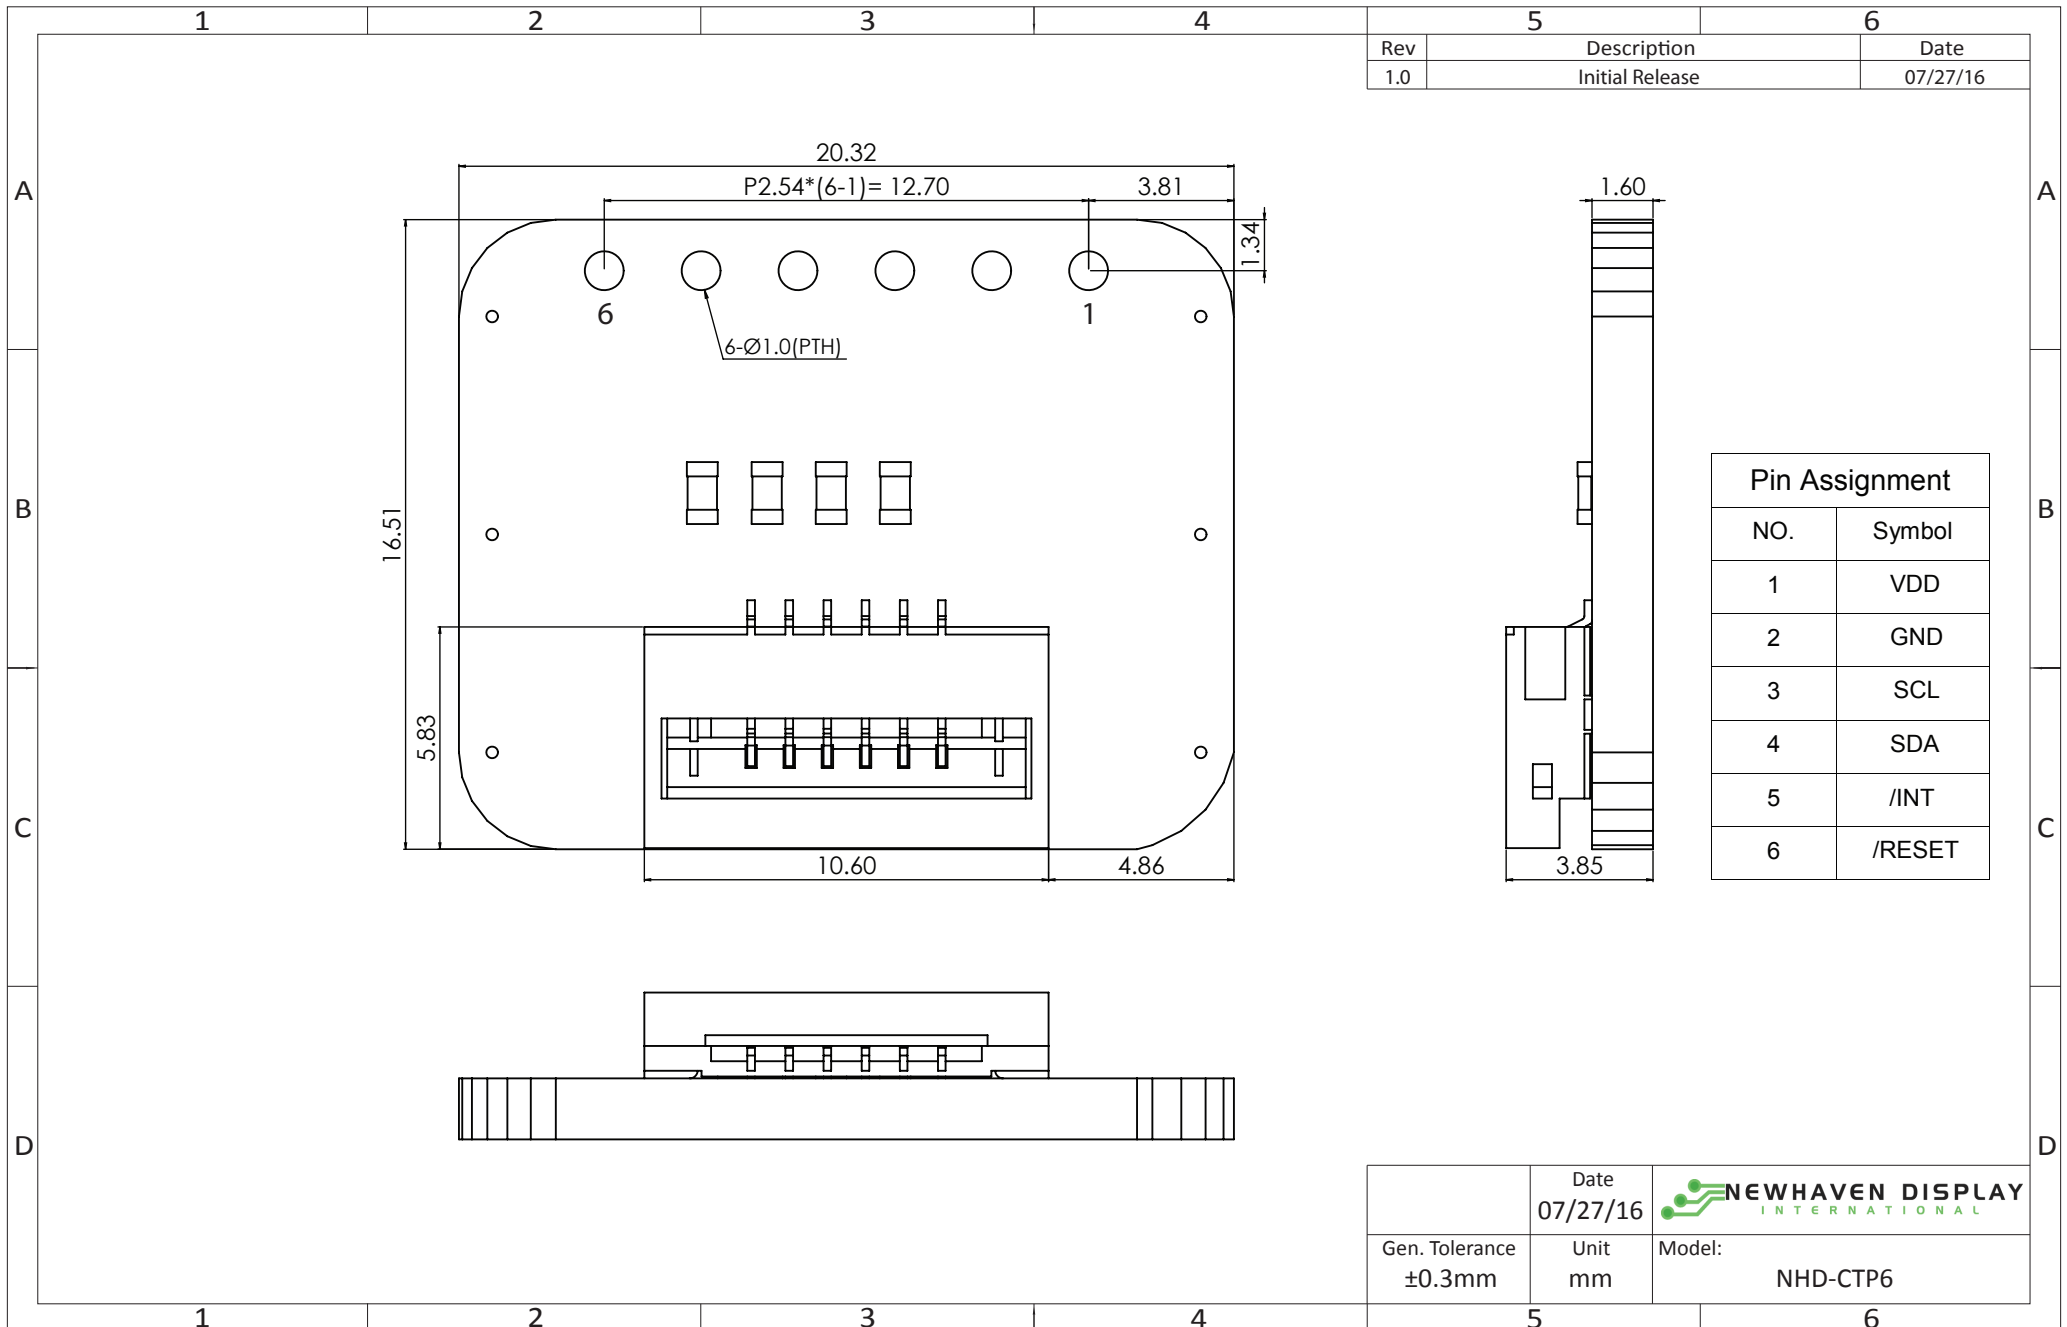 1 2 3 4 5 6
Rev Description Date
1.0 Initial Release 07/27/16
A A
20.32
P2.54*(6-1)= 12.70 3.81 1.60
1.34
6 1
6-Ø1.0(PTH)
B B
16.51
5.83
Pin Assignment
NO. Symbol
1 VDD
2 GND
3 SCL
4 SDA
5 /INT
6 /RESET
C C
10.60 4.86 3.85
D D
Date
07/27/16
NEWHAVEN DISPLAY
INTERNATIONAL
Gen. Tolerance
±0.3mm
Unit
mm
Model:
NHD-CTP6
1 2 3 4 5 6